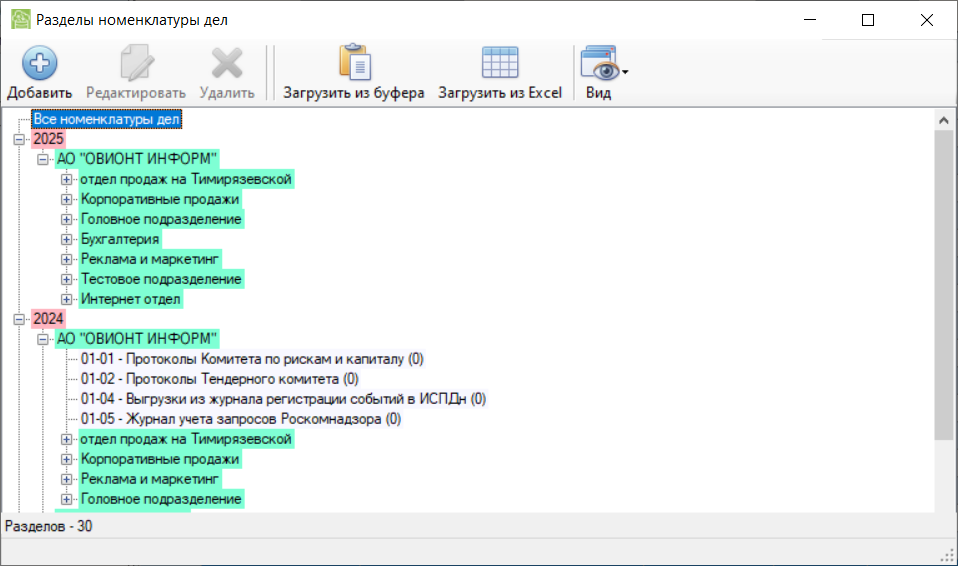 Разделы номенклатуры дел
Добавить Редактировать Удалить Загрузить из буфера Загрузить из Excel Вид
Все номенклатуры дел
2025
АО "ОВИОНТ ИНФОРМ"
отдел продаж на Тимирязевской
Корпоративные продажи
Головное подразделение
Бухгалтерия
Реклама и маркетинг
Тестовое подразделение
Интернет отдел
2024
АО "ОВИОНТ ИНФОРМ"
01-01 - Протоколы Комитета по рискам и капиталу (0)
01-02 - Протоколы Тендерного комитета (0)
01-04 - Выгрузки из журнала регистрации событий в ИСПДн (0)
01-05 - Журнал учета запросов Роскомнадзора (0)
отдел продаж на Тимирязевской
Корпоративные продажи
Реклама и маркетинг
Головное подразделение
Разделов - 30